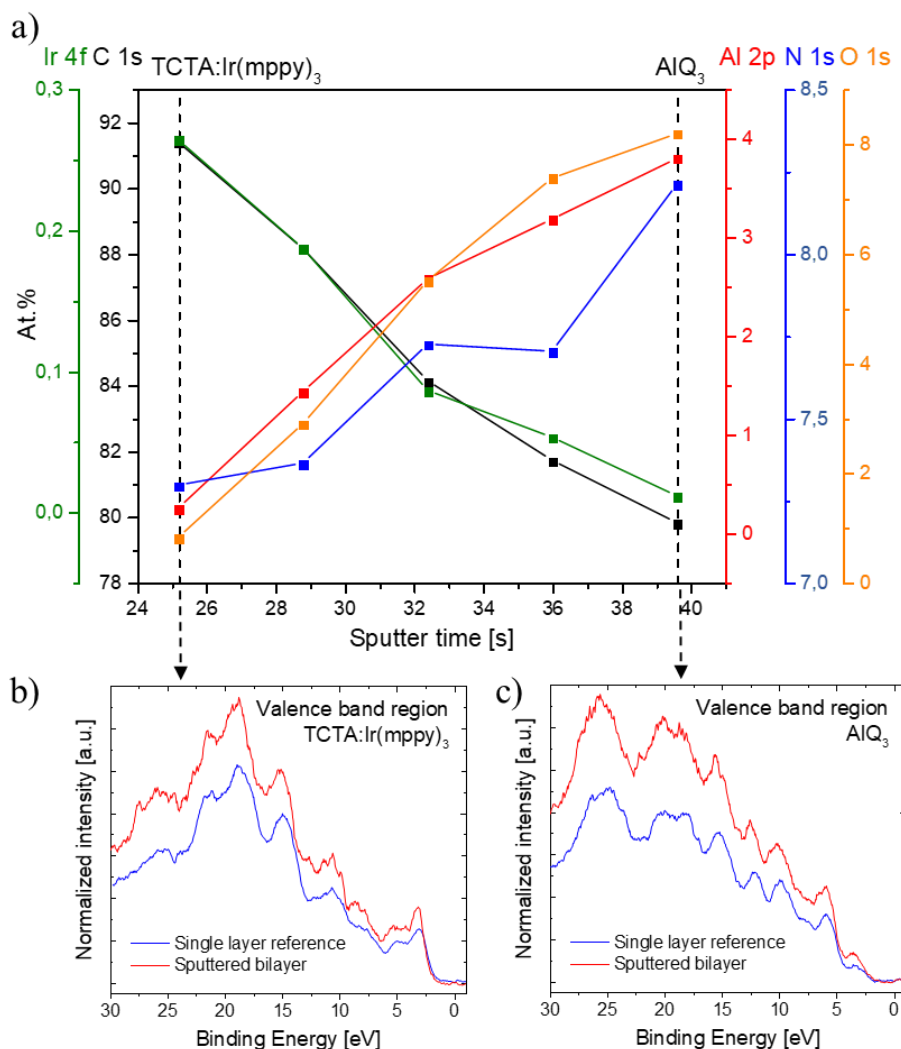 a)
Ir 4f C 1s TCTA:Ir(mppy)3 AlQ3 Al 2p N 1s O 1s
0,3 92 4 8,5 8
90
0,2 88 3 8,0 6
At.%
86 2
0,1 84 4
82 1 7,5
2
0,0 80 0
78 7,0 0
24 26 28 30 32 34 36 38 40
Sputter time [s]
b)
Valence band region
TCTA:Ir(mppy)3
Normalized intensity [a.u.]
Single layer reference
Sputtered bilayer
30 25 20 15 10 5 0
Binding Energy [eV]
c)
Valence band region
AlQ3
Normalized intensity [a.u.]
Single layer reference
Sputtered bilayer
30 25 20 15 10 5 0
Binding Energy [eV]